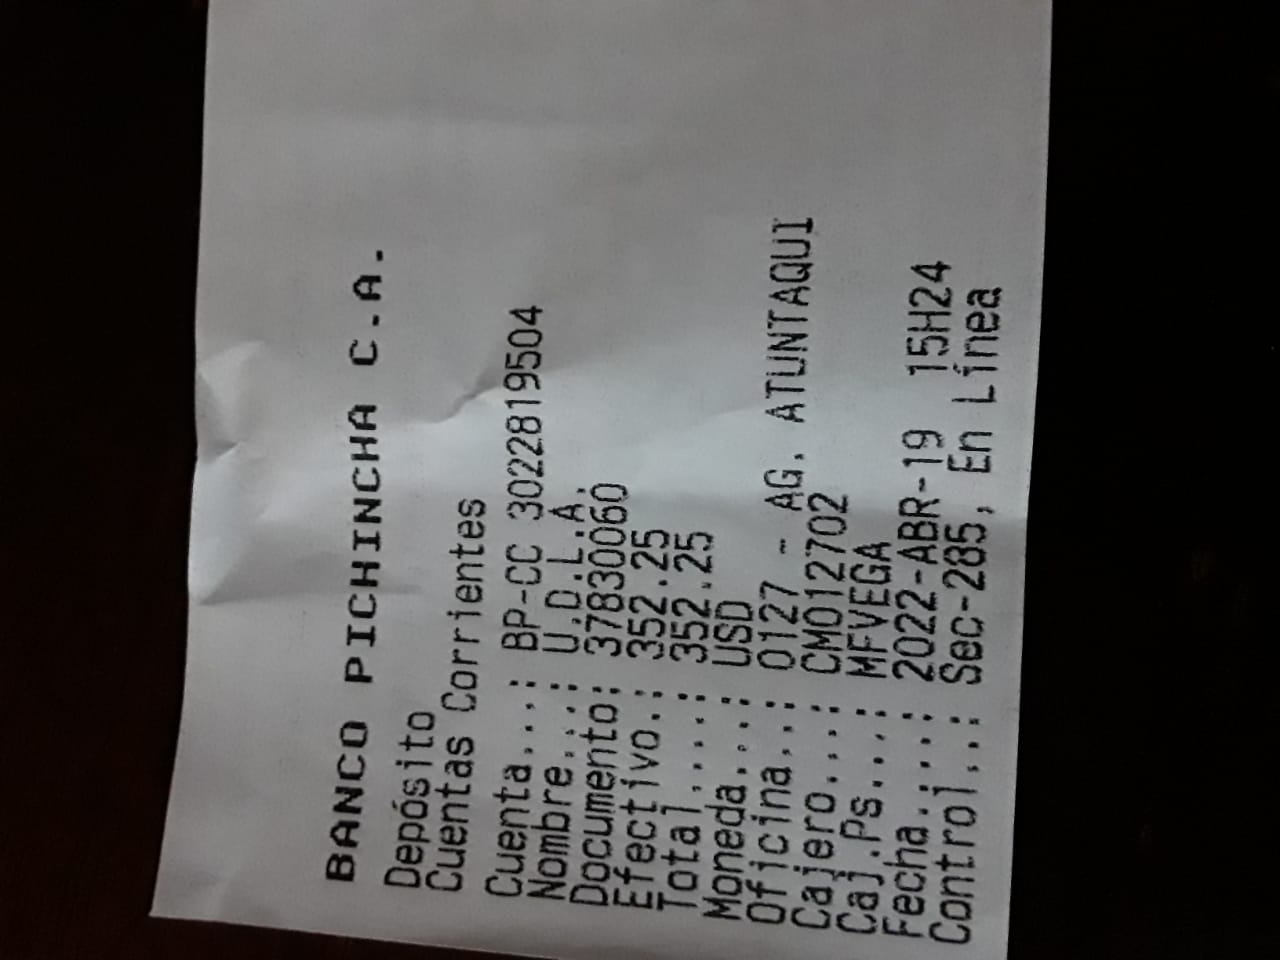 BANCO PICHINCHA C.A.
Depósito
Cuentas Corrientes
Cuenta...: BP-CC 3022819504
Nombre...: U.D.L.A.
Documento: 37830060
Efectivo.: 352.25
Total....: 352.25
Moneda...: USD
Oficina..: 0127 - AG. ATUNTAQUI
Cajero...: CM012702
Caj.Ps...: MFVEGA
Fecha....: 2022-ABR-19 15H24
Control..: Sec-285, En Línea